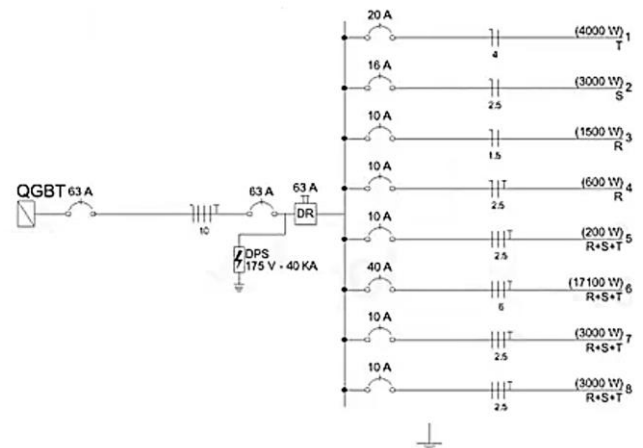 20 A
(4000 W) 1
T
4
16 A
(3000 W) 2
S
2.5
10 A
(1500 W) 3
R
1.5
10 A
T
(600 W) 4
R
2.5
QGBT 63 A
T
10
63 A
63 A
DR
10 A
T
(200 W) 5
R+S+T
2.5
DPS
175 V - 40 KA
40 A
T
(17100 W) 6
R+S+T
6
10 A
T
(3000 W) 7
R+S+T
2.5
10 A
T
(3000 W) 8
R+S+T
2.5